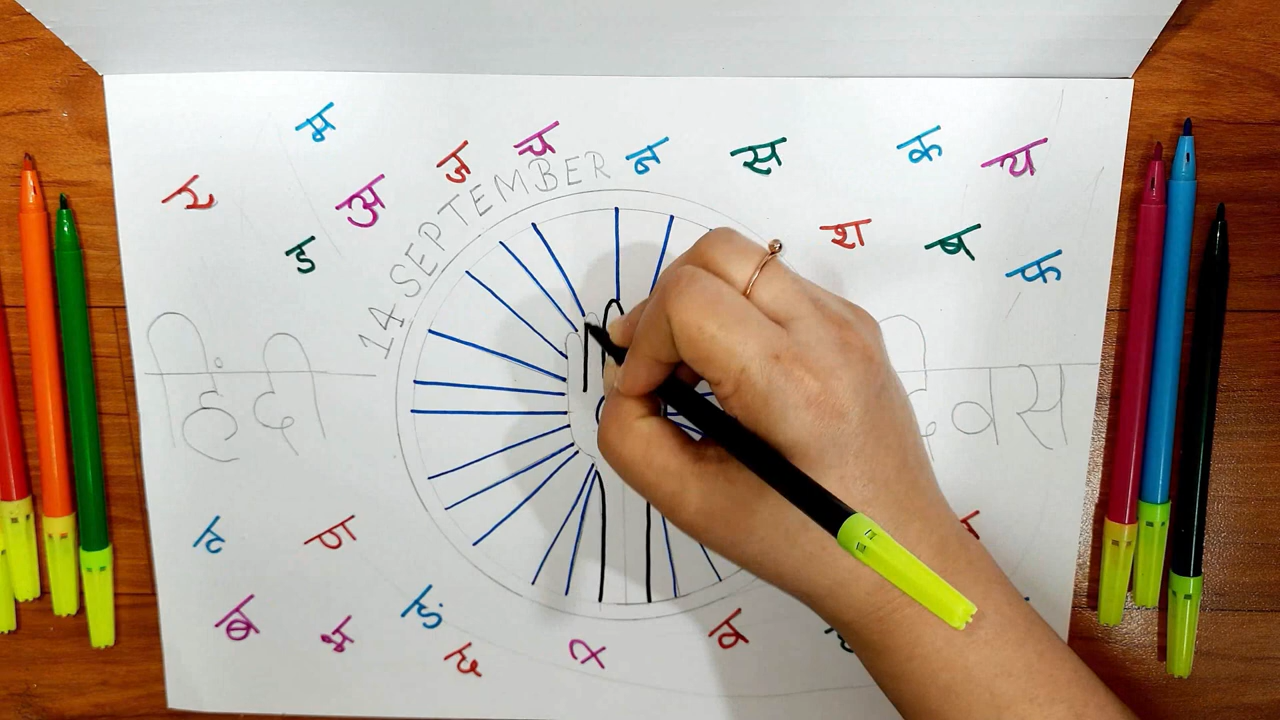 म
र
अ
ज
च
न
स
क
य
ड
श
ब
फ
14 SEPTEMBER
हिंदी
दिवस
ट
ण
ब
भ
ड
व